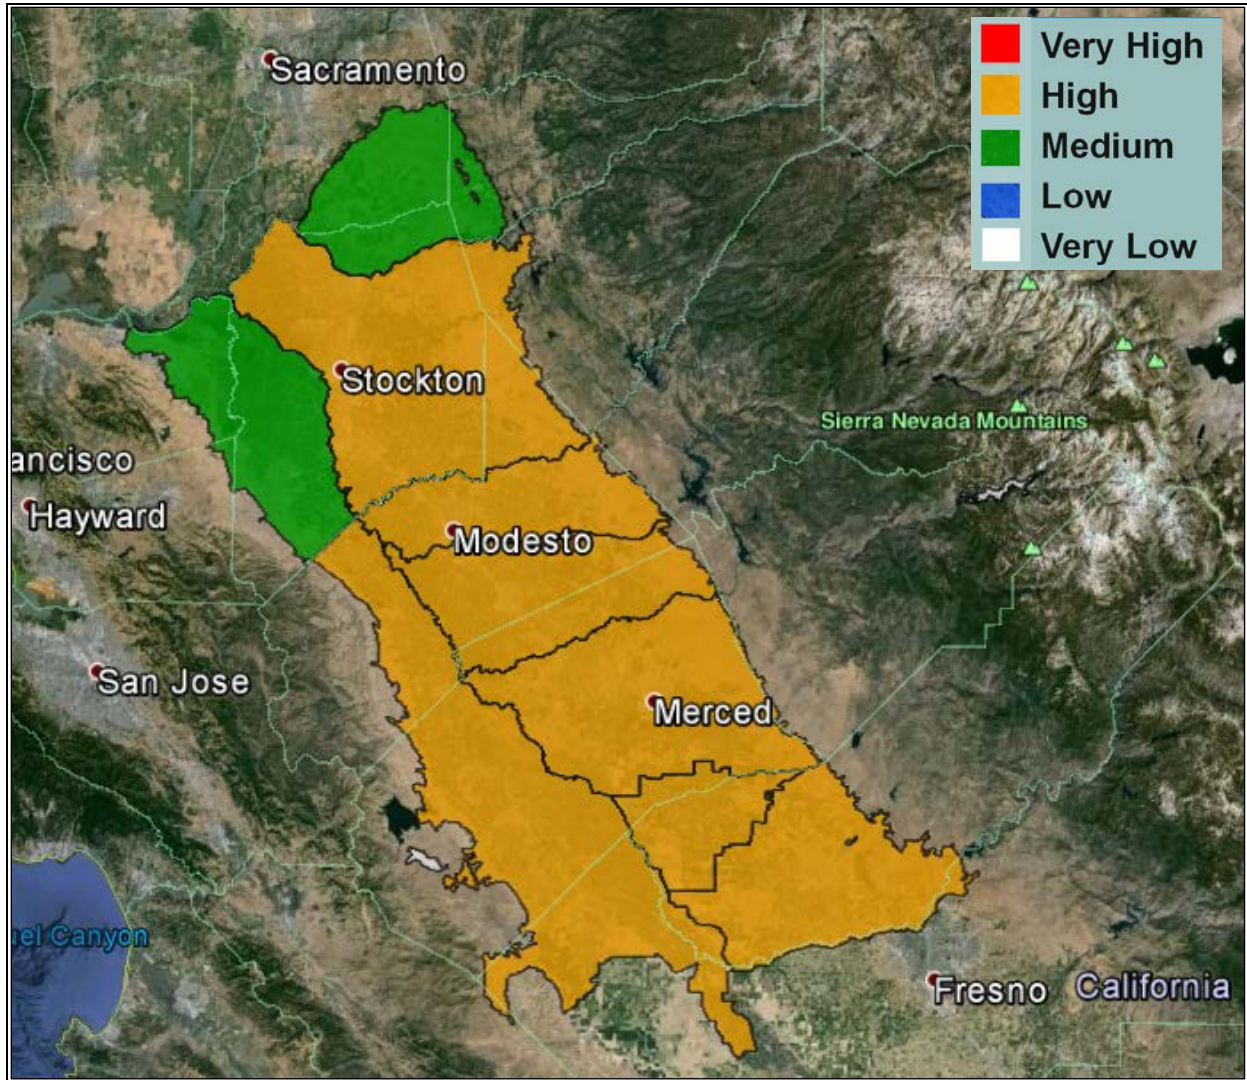 Sacramento
Very High
High
Medium
Low
Very Low
Stockton
Sierra Nevada Mountains
ancisco
Hayward
Modesto
San Jose
Merced
uel Canyon
Fresno
California